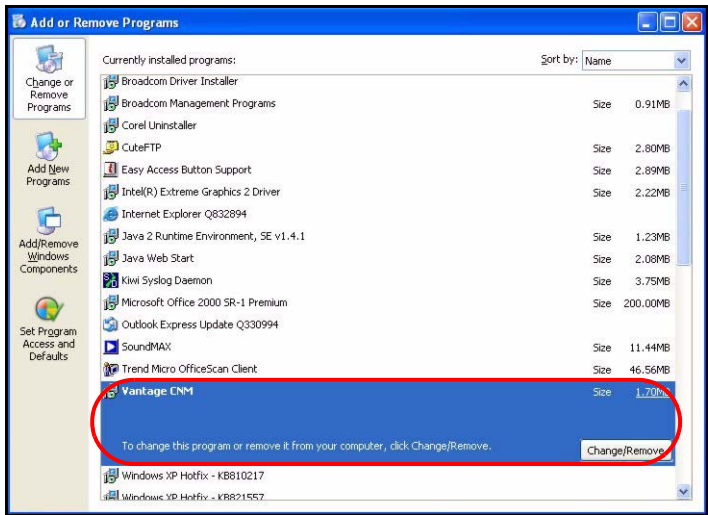 Add or Remove Programs
Change or
Remove
Programs
Add New
Programs
Add/Remove
Windows
Components
Set Program
Access and
Defaults
Currently installed programs:
Sort by: Name
Broadcom Driver Installer
Broadcom Management Programs Size 0.91MB
Corel Uninstaller
CuteFTP Size 2.80MB
Easy Access Button Support Size 2.89MB
Intel(R) Extreme Graphics 2 Driver Size 2.22MB
Internet Explorer Q832894
Java 2 Runtime Environment, SE v1.4.1 Size 1.23MB
Java Web Start Size 2.08MB
Kiwi Syslog Daemon Size 3.75MB
Microsoft Office 2000 SR-1 Premium Size 200.00MB
Outlook Express Update Q330994
SoundMAX Size 11.44MB
Trend Micro OfficeScan Client Size 46.56MB
Vantage CNM Size 1.70MB
To change this program or remove it from your computer, click Change/Remove.
Change/Remove
Windows XP Hotfix - KB810217
Windows XP Hotfix - KB821557